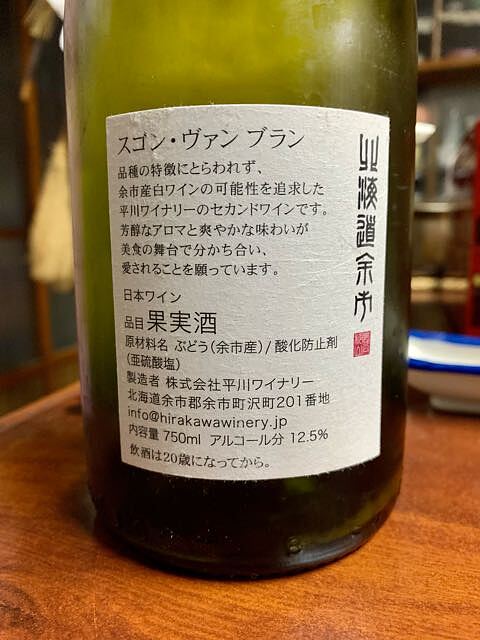 スゴン・ヴァン ブラン
品種の特徴にとらわれず、
余市産白ワインの可能性を追求した
平川ワイナリーのセカンドワインです。
芳醇なアロマと爽やかな味わいが
美食の舞台で分かち合い、
愛されることを願っています。
日本ワイン
品目 果実酒
原材料名 ぶどう(余市産)/ 酸化防止剤
(亜硫酸塩)
製造者 株式会社平川ワイナリー
北海道余市郡余市町沢町201番地
info@hirakawawinery.jp
内容量 750ml アルコール分 12.5%
飲酒は20歳になってから。
北海道余市